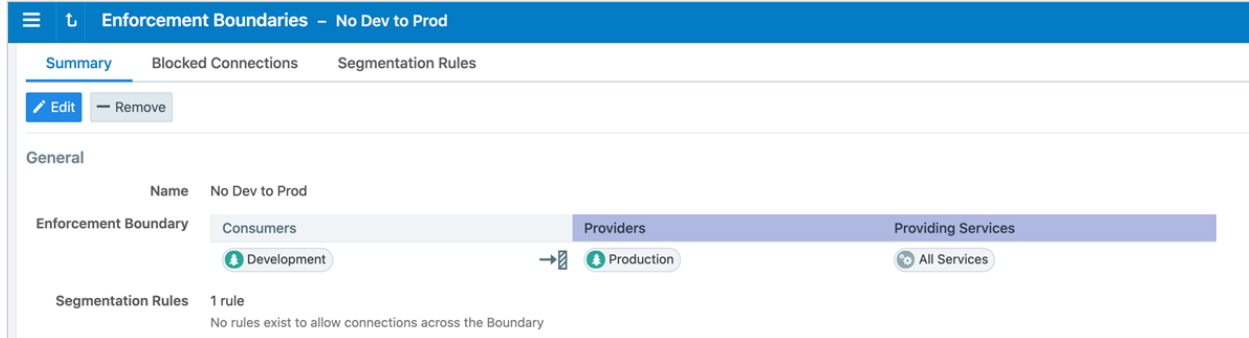 Enforcement Boundaries – No Dev to Prod
Summary Blocked Connections Segmentation Rules
Edit Remove
General
Name No Dev to Prod
Enforcement Boundary Consumers Providers Providing Services
Development Production All Services
Segmentation Rules 1 rule
No rules exist to allow connections across the Boundary